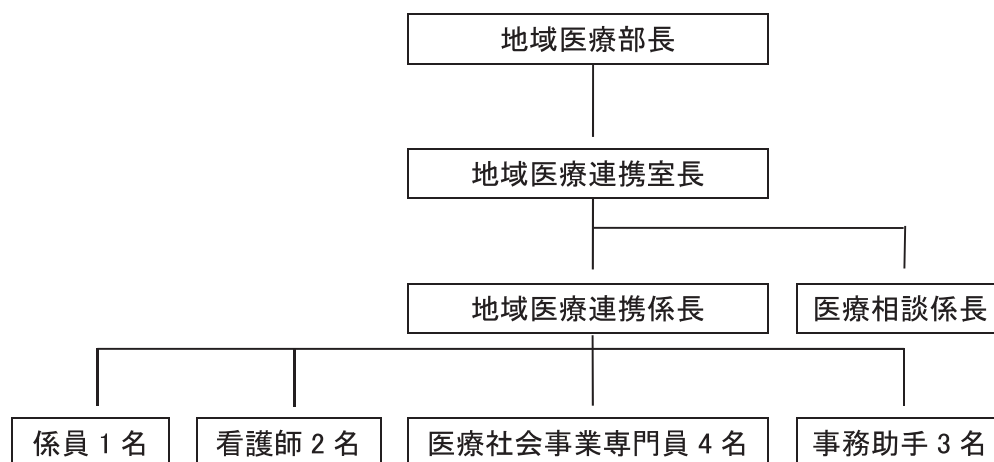 地域医療部長
地域医療連携室長
地域医療連携係長
医療相談係長
係員 1 名
看護師 2 名
医療社会事業専門員 4 名
事務助手 3 名